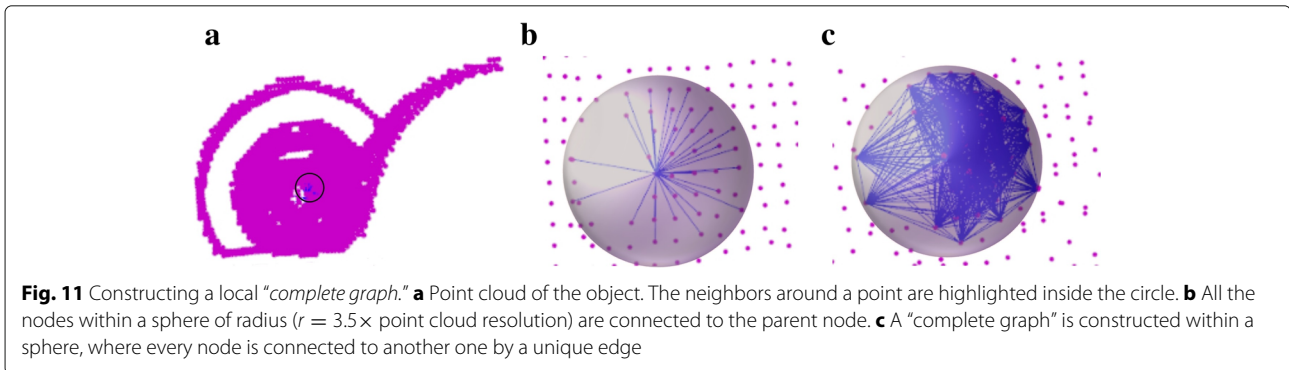 a
b
c
Fig. 11 Constructing a local “complete graph.” a Point cloud of the object. The neighbors around a point are highlighted inside the circle. b All the
nodes within a sphere of radius (r = 3.5× point cloud resolution) are connected to the parent node. c A “complete graph” is constructed within a
sphere, where every node is connected to another one by a unique edge